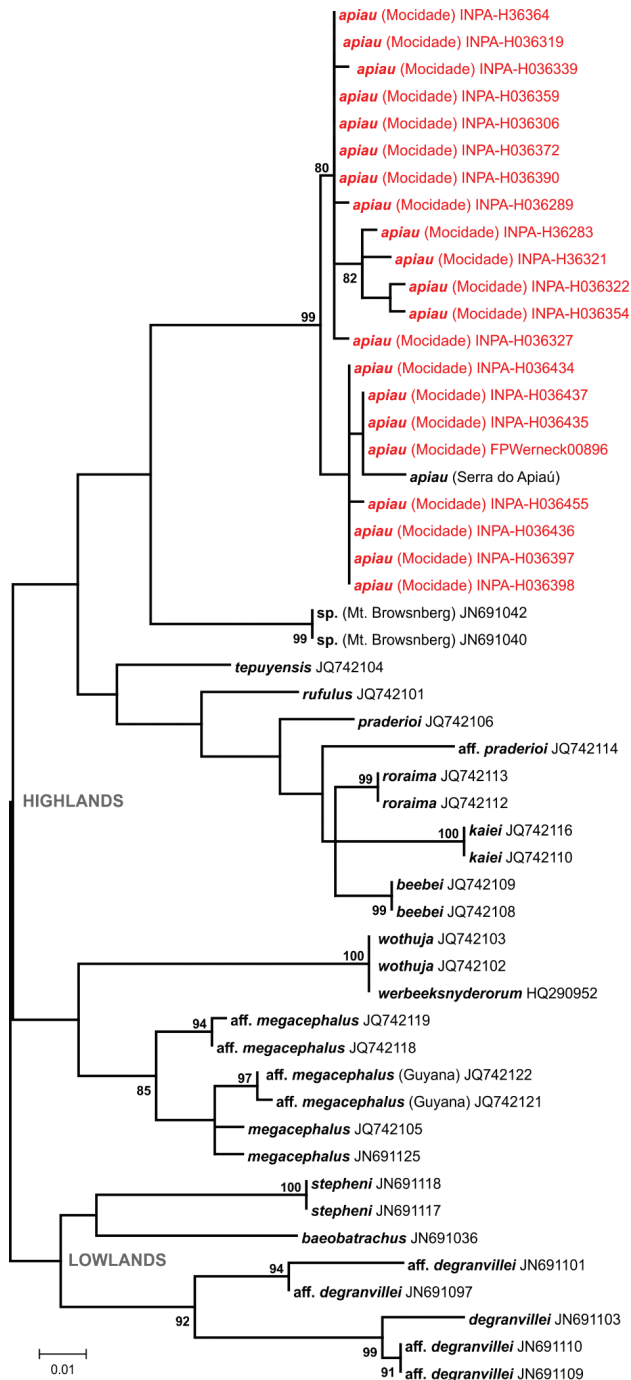 apiau (Mocidade) INPA-H36364
apiau (Mocidade) INPA-H036319
apiau (Mocidade) INPA-H036339
apiau (Mocidade) INPA-H036359
apiau (Mocidade) INPA-H036306
apiau (Mocidade) INPA-H036372
80
apiau (Mocidade) INPA-H036390
apiau (Mocidade) INPA-H036289
apiau (Mocidade) INPA-H36283
apiau (Mocidade) INPA-H36321
82
apiau (Mocidade) INPA-H036322
apiau (Mocidade) INPA-H036354
99
apiau (Mocidade) INPA-H036327
apiau (Mocidade) INPA-H036434
apiau (Mocidade) INPA-H036437
apiau (Mocidade) INPA-H036435
apiau (Mocidade) FPWerneck00896
apiau (Serra do Apiaú)
apiau (Mocidade) INPA-H036455
apiau (Mocidade) INPA-H036436
apiau (Mocidade) INPA-H036397
apiau (Mocidade) INPA-H036398
sp. (Mt. Browsnberg) JN691042
99 sp. (Mt. Browsnberg) JN691040
tepuyensis JQ742104
rufulus JQ742101
praderioi JQ742106
aff. praderioi JQ742114
99 roraima JQ742113
roraima JQ742112
HIGHLANDS
100 kaiei JQ742116
kaiei JQ742110
beebei JQ742109
99 beebei JQ742108
wothuja JQ742103
100 wothuja JQ742102
werbeeksnyderorum HQ290952
94 aff. megacephalus JQ742119
aff. megacephalus JQ742118
97 aff. megacephalus (Guyana) JQ742122
85
aff. megacephalus (Guyana) JQ742121
megacephalus JQ742105
megacephalus JN691125
100 stepheni JN691118
stepheni JN691117
baeobatrachus JN691036
LOWLANDS
94 aff. degranvillei JN691101
aff. degranvillei JN691097
92
degranvillei JN691103
99 aff. degranvillei JN691110
91 aff. degranvillei JN691109
0.01